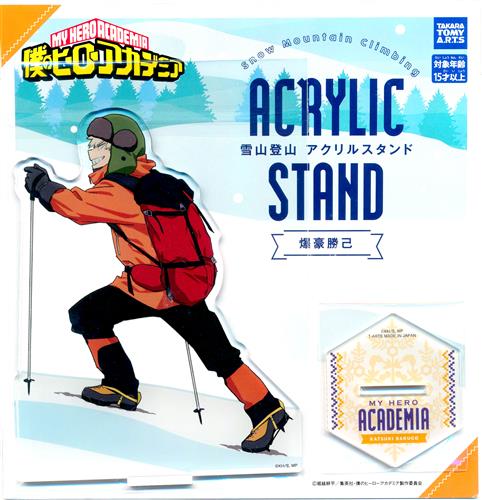 MY HERO ACADEMIA
僕のヒーローアカデミア
TAKARA
TOMY
A.R.T.S
対象年齢
15才以上
Snow Mountain Climbing
ACRYLIC
雪山登山 アクリルスタンド
STAND
爆豪勝己
©KH/S, MP
T-ARTS MADE IN JAPAN
MY HERO
ACADEMIA
KATSUKI BAKUGO
©KH/S, MP
©堀越耕平/集英社・僕のヒーローアカデミア製作委員会